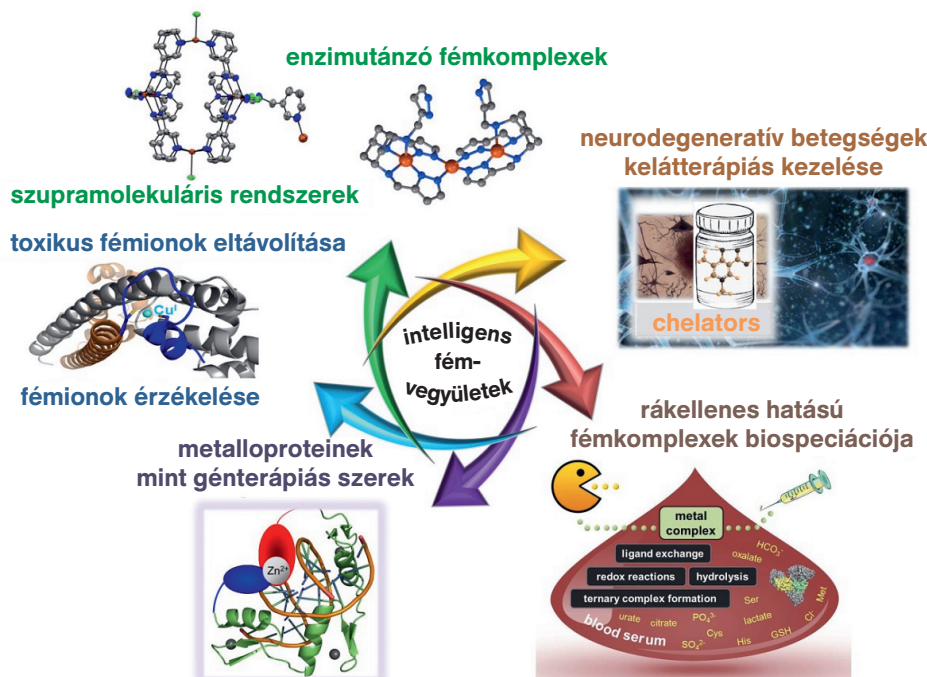 enzimutánzó fémkomplexek
szupramolekuláris rendszerek
neurodegeneratív betegségek
kelátterápiás kezelése
chelators
toxikus fémionok eltávolítása
Cuᴵ
fémionok érzékelése
intelligens
fém-
vegyületek
metalloproteinek
mint génterápiás szerek
Zn²⁺
rákellenes hatású
fémkomplexek biospeciációja
metal
complex
ligand exchange
redox reactions
hydrolysis
ternary complex formation
HCO₃⁻
oxalate
Ser
Met
urate
citrate
PO₄³⁻
lactate
Cl⁻
Cys
GSH
blood serum
SO₄²⁻
His